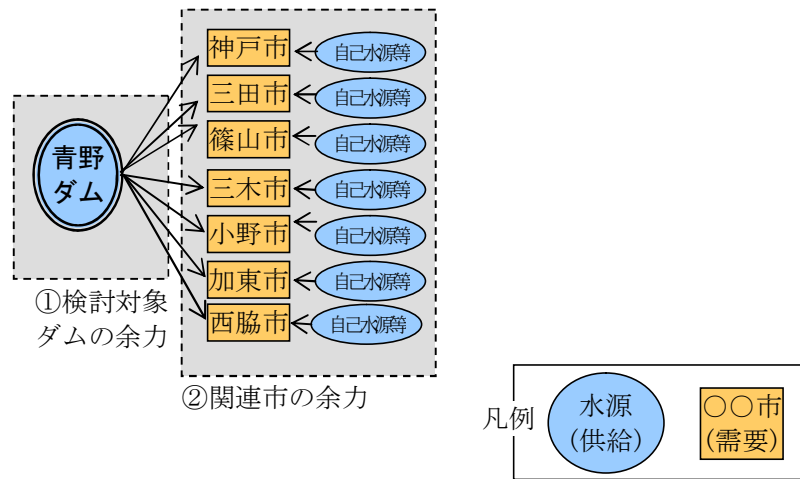 神戸市
自己水源等
三田市
自己水源等
青野
ダム
篠山市
自己水源等
三木市
自己水源等
小野市
自己水源等
加東市
自己水源等
西脇市
自己水源等
①検討対象
ダムの余力
②関連市の余力
凡例
水源
(供給)
○○市
(需要)